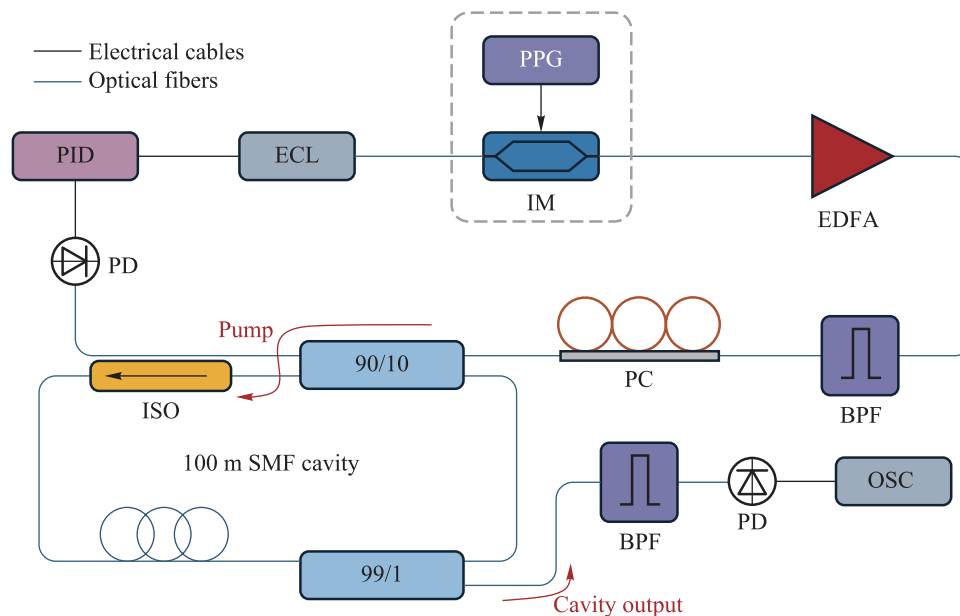 Electrical cables
Optical fibers
PPG
PID
ECL
IM
EDFA
PD
Pump
90/10
PC
BPF
ISO
100 m SMF cavity
BPF
PD
OSC
99/1
Cavity output